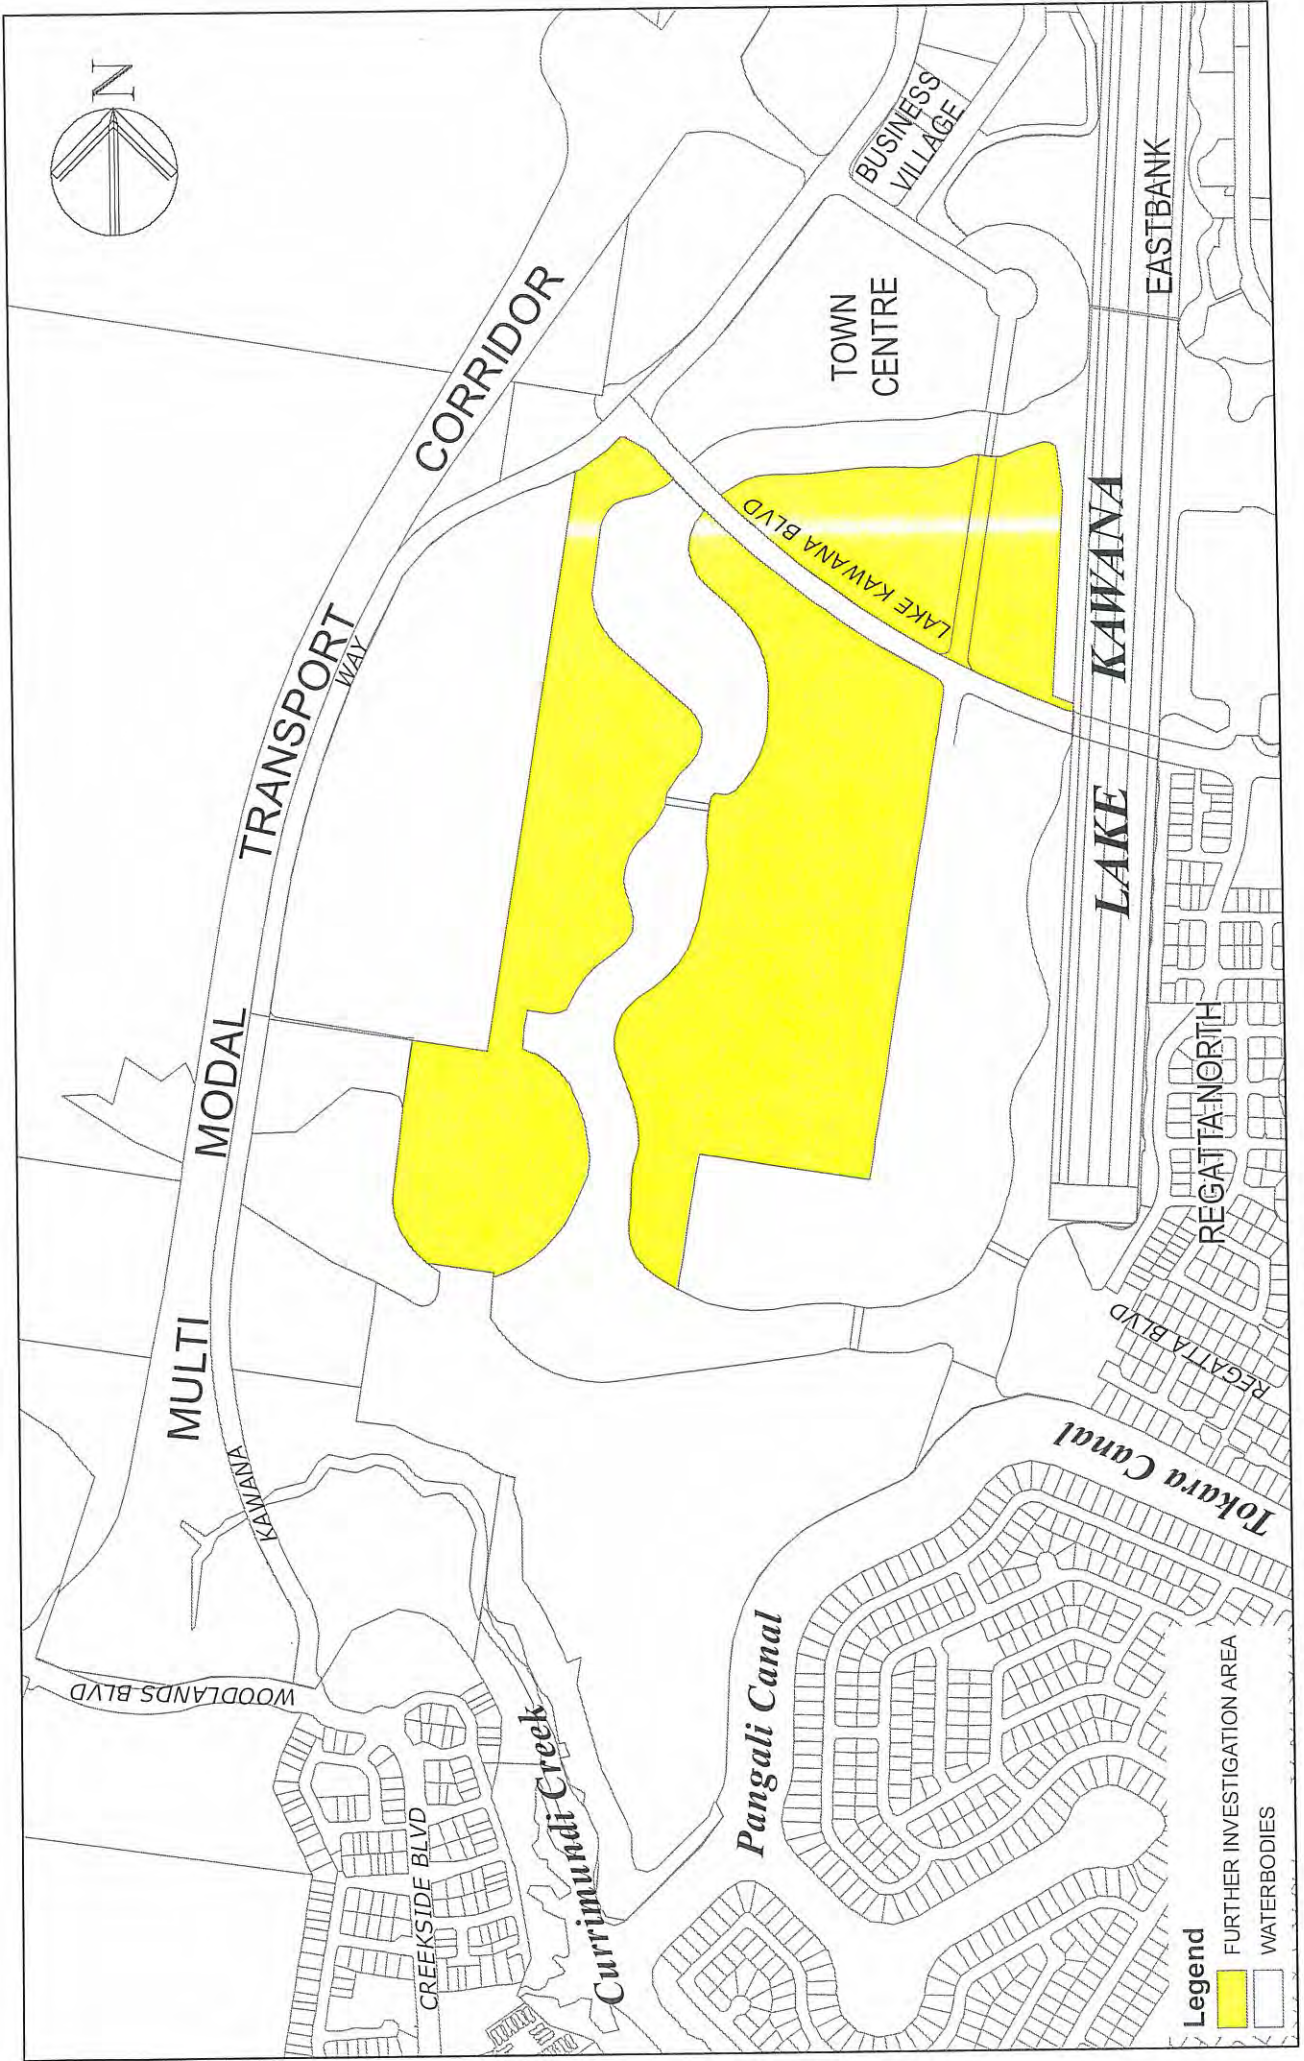 N
MULTI MODAL TRANSPORT CORRIDOR
KAWANA WAY
WOODLANDS BLVD
CREEKSIDE BLVD
Currimundi Creek
Pangali Canal
Tokara Canal
REGATTA BLVD
REGATTA NORTH
LAKE KAWANA
LAKE KAWANA BLVD
TOWN
CENTRE
BUSINESS
VILLAGE
EASTBANK
Legend
FURTHER INVESTIGATION AREA
WATERBODIES